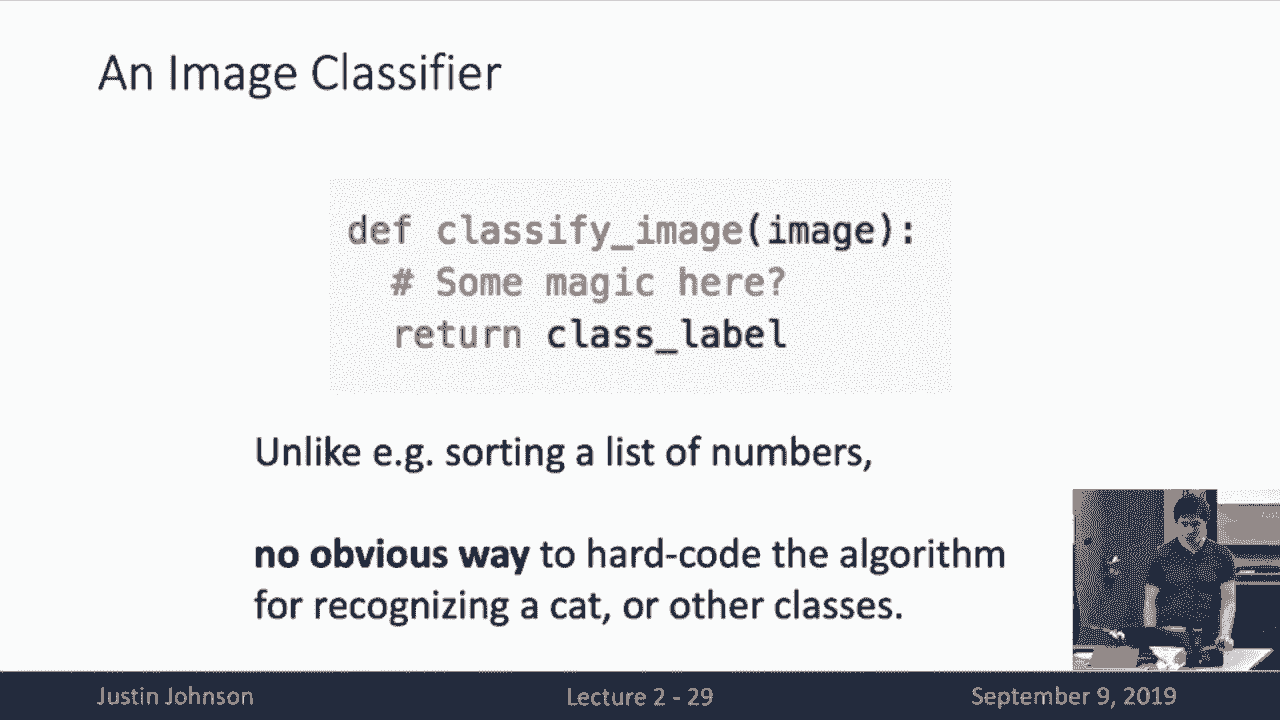 An Image Classifier
def classify_image(image):
# Some magic here?
return class_label
Unlike e.g. sorting a list of numbers,
no obvious way to hard-code the algorithm
for recognizing a cat, or other classes.
Justin Johnson
Lecture 2 - 29
September 9, 2019